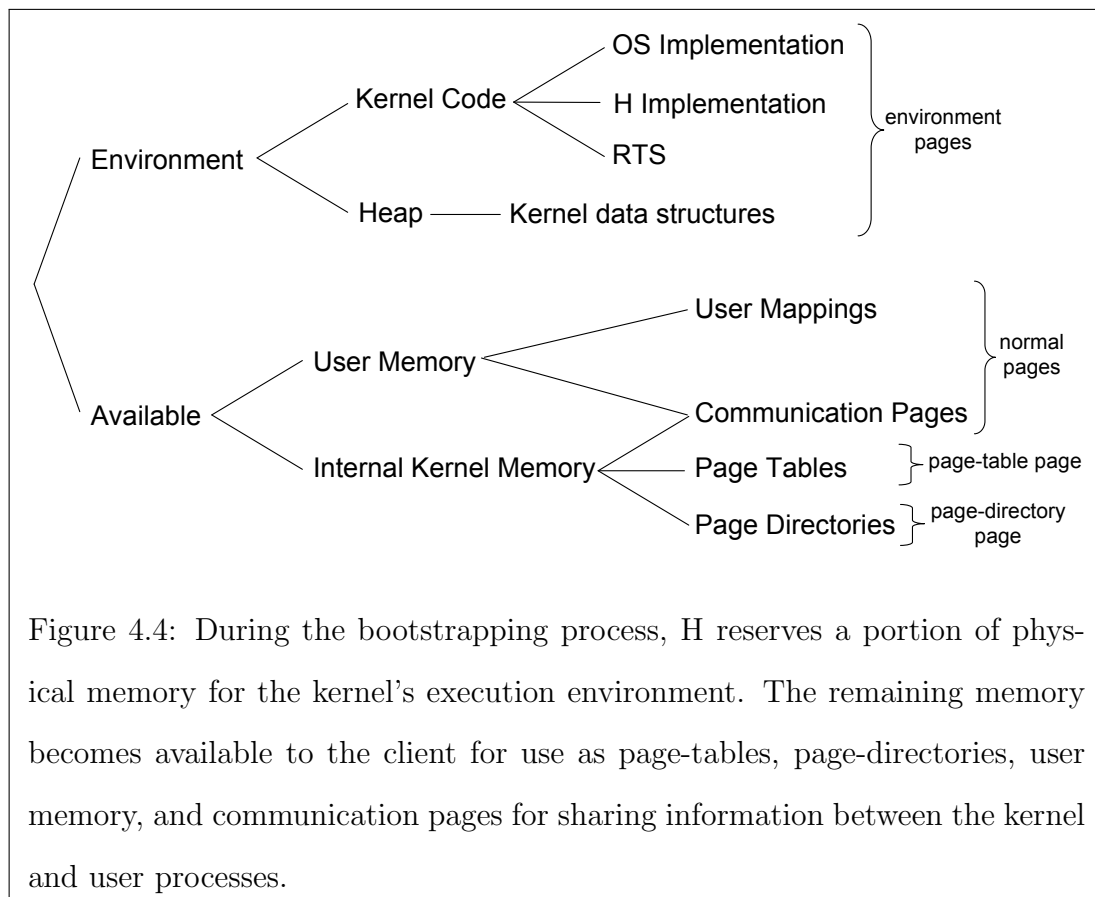 OS Implementation
Kernel Code
H Implementation
environment
pages
Environment
RTS
Heap
Kernel data structures
User Mappings
normal
pages
User Memory
Available
Communication Pages
Internal Kernel Memory
Page Tables
page-table page
Page Directories
page-directory
page
Figure 4.4: During the bootstrapping process, H reserves a portion of phys-
ical memory for the kernel's execution environment. The remaining memory
becomes available to the client for use as page-tables, page-directories, user
memory, and communication pages for sharing information between the kernel
and user processes.